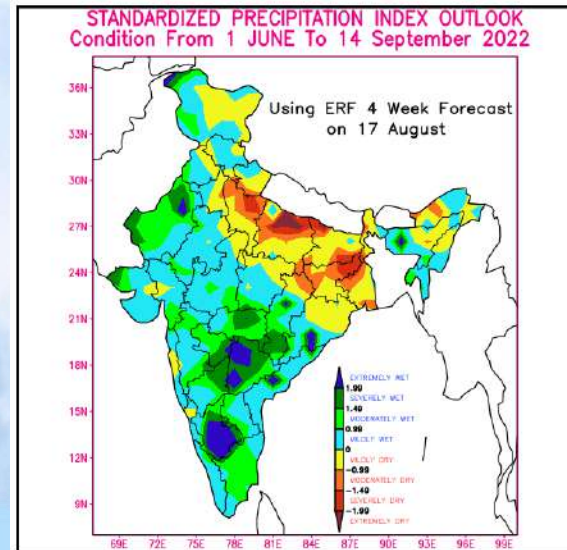 STANDARDIZED PRECIPITATION INDEX OUTLOOK
Condition From 1 JUNE To 14 September 2022
Using ERF 4 Week Forecast
on 17 August
36N
33N
30N
27N
24N
21N
18N
15N
12N
9N
EXTREMELY WET
1.99
SEVERELY WET
1.49
MODERATELY WET
0.99
MILDLY WET
0
MILDLY DRY
-0.99
MODERATELY DRY
-1.49
SEVERELY DRY
-1.99
EXTREMELY DRY
69E 72E 75E 78E 81E 84E 87E 90E 93E 96E 99E